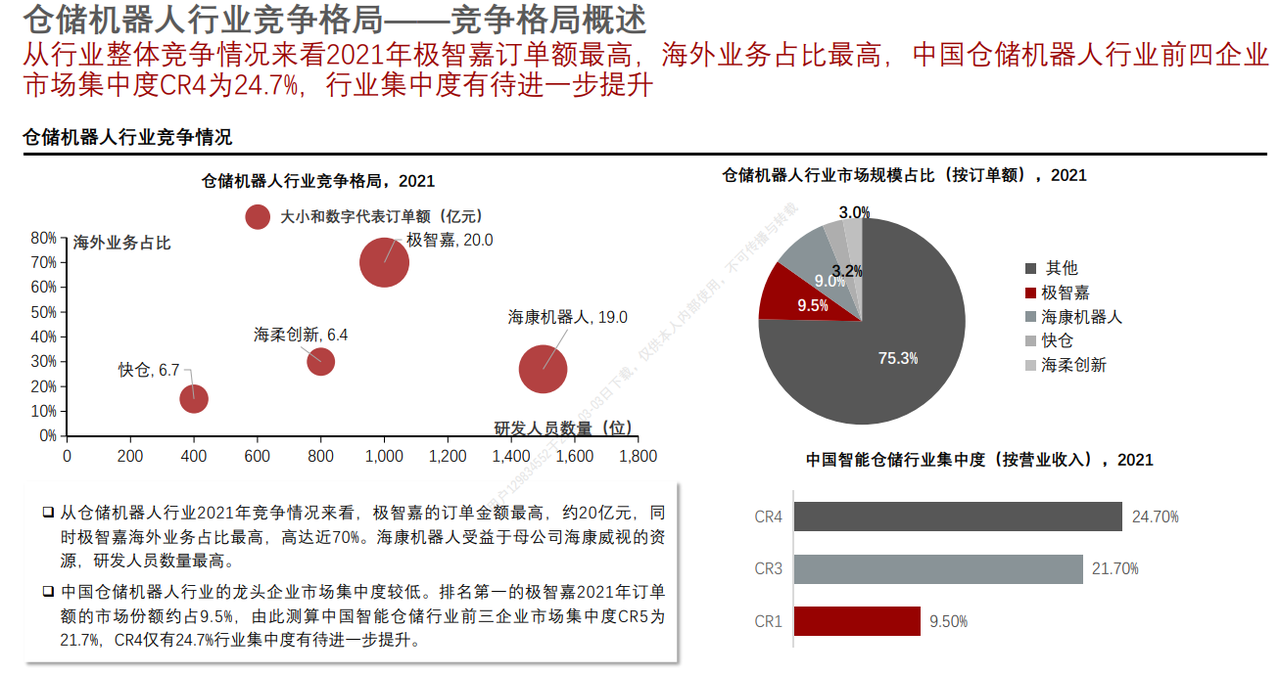 仓储机器人行业竞争格局——竞争格局概述
从行业整体竞争情况来看2021年极智嘉订单额最高，海外业务占比最高，中国仓储机器人行业前四企业
市场集中度CR4为24.7%，行业集中度有待进一步提升
仓储机器人行业竞争情况
仓储机器人行业竞争格局，2021
大小和数字代表订单额（亿元）
海外业务占比
80%
70%
60%
50%
40%
30%
20%
10%
0%
极智嘉, 20.0
海康机器人, 19.0
海柔创新, 6.4
快仓, 6.7
研发人员数量（位）
0 200 400 600 800 1,000 1,200 1,400 1,600 1,800
从仓储机器人行业2021年竞争情况来看，极智嘉的订单金额最高，约20亿元，同
时极智嘉海外业务占比最高，高达近70%。海康机器人受益于母公司海康威视的资
源，研发人员数量最高。
中国仓储机器人行业的龙头企业市场集中度较低。排名第一的极智嘉2021年订单
额的市场份额约占9.5%，由此测算中国智能仓储行业前三企业市场集中度CR5为
21.7%，CR4仅有24.7%行业集中度有待进一步提升。
仓储机器人行业市场规模占比（按订单额），2021
3.0%
3.2%
9.0%
9.5%
75.3%
其他
极智嘉
海康机器人
快仓
海柔创新
中国智能仓储行业集中度（按营业收入），2021
CR4 24.70%
CR3 21.70%
CR1 9.50%
03-03日下载，仅供本人内部使用，不可传播与转载